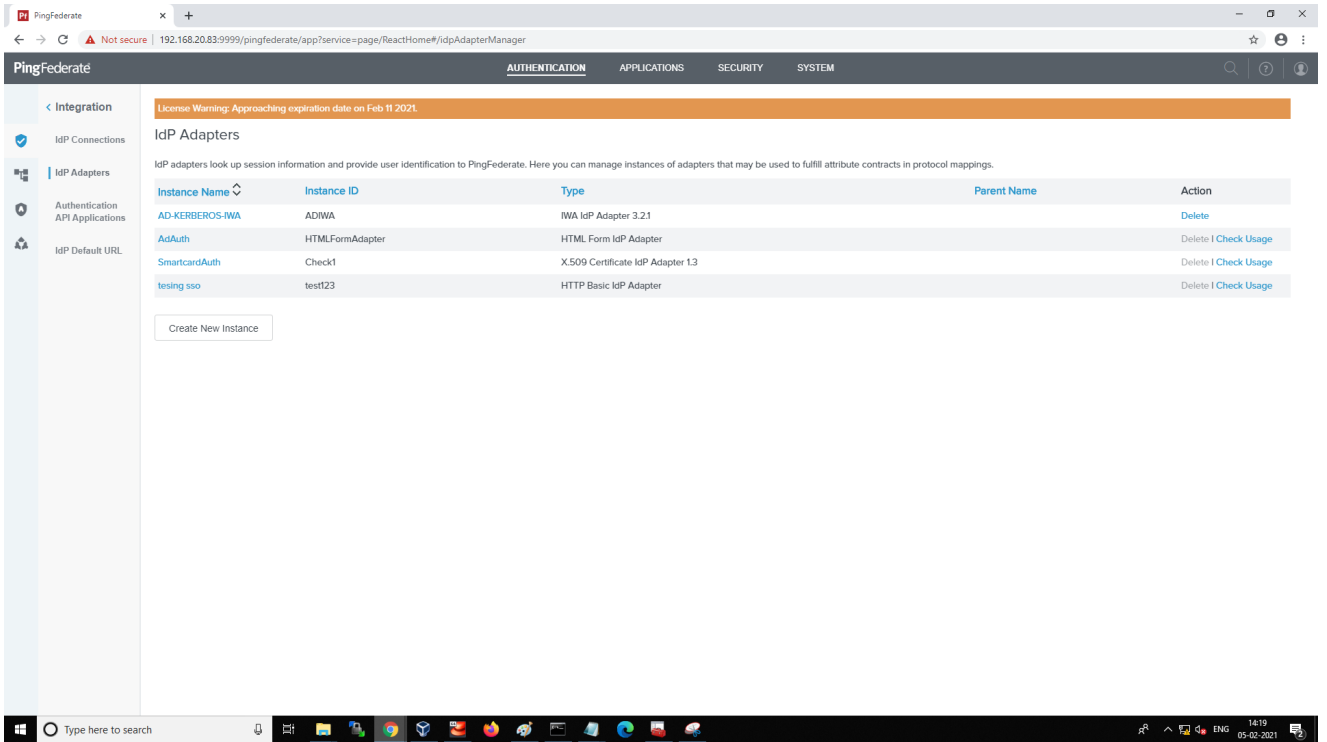 Pf PingFederate
Not secure | 192.168.20.83:9999/pingfederate/app?service=page/ReactHome#/idpAdapterManager
PingFederate AUTHENTICATION APPLICATIONS SECURITY SYSTEM
< Integration
IdP Connections
IdP Adapters
Authentication
API Applications
IdP Default URL
License Warning: Approaching expiration date on Feb 11 2021.
IdP Adapters
IdP adapters look up session information and provide user identification to PingFederate. Here you can manage instances of adapters that may be used to fulfill attribute contracts in protocol mappings.
Instance Name Instance ID Type Parent Name Action
AD-KERBEROS-IWA ADIWA IWA IdP Adapter 3.2.1 Delete
AdAuth HTMLFormAdapter HTML Form IdP Adapter Delete | Check Usage
SmartcardAuth Check1 X.509 Certificate IdP Adapter 1.3 Delete | Check Usage
tesing sso test123 HTTP Basic IdP Adapter Delete | Check Usage
Create New Instance
Type here to search
ENG
14:19
05-02-2021
2